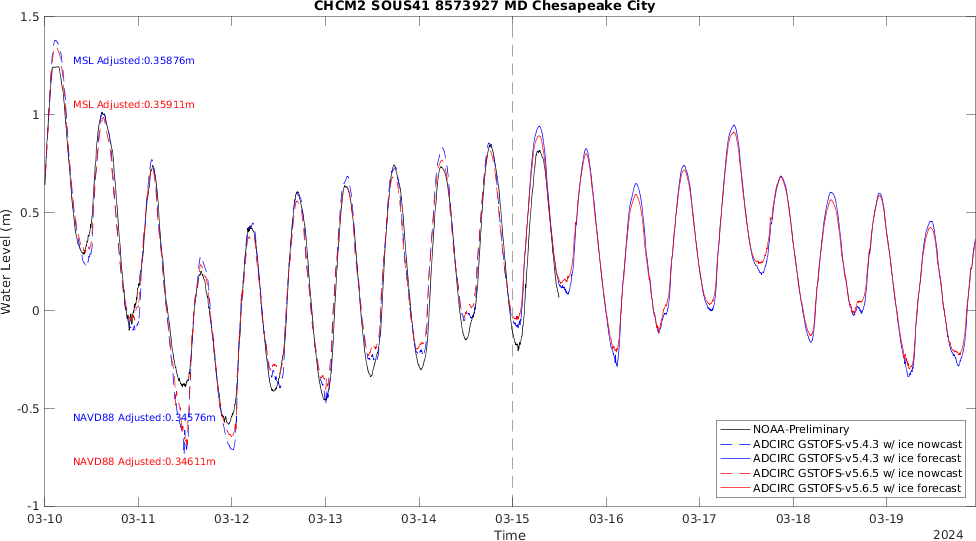 CHCM2 SOUS41 8573927 MD Chesapeake City
1.5
1
0.5
0
-0.5
-1
Water Level (m)
MSL Adjusted:0.35876m
MSL Adjusted:0.35911m
NAVD88 Adjusted:0.34576m
NAVD88 Adjusted:0.34611m
NOAA-Preliminary
ADCIRC GSTOFS-v5.4.3 w/ ice nowcast
ADCIRC GSTOFS-v5.4.3 w/ ice forecast
ADCIRC GSTOFS-v5.6.5 w/ ice nowcast
ADCIRC GSTOFS-v5.6.5 w/ ice forecast
03-10 03-11 03-12 03-13 03-14 03-15 03-16 03-17 03-18 03-19
Time
2024